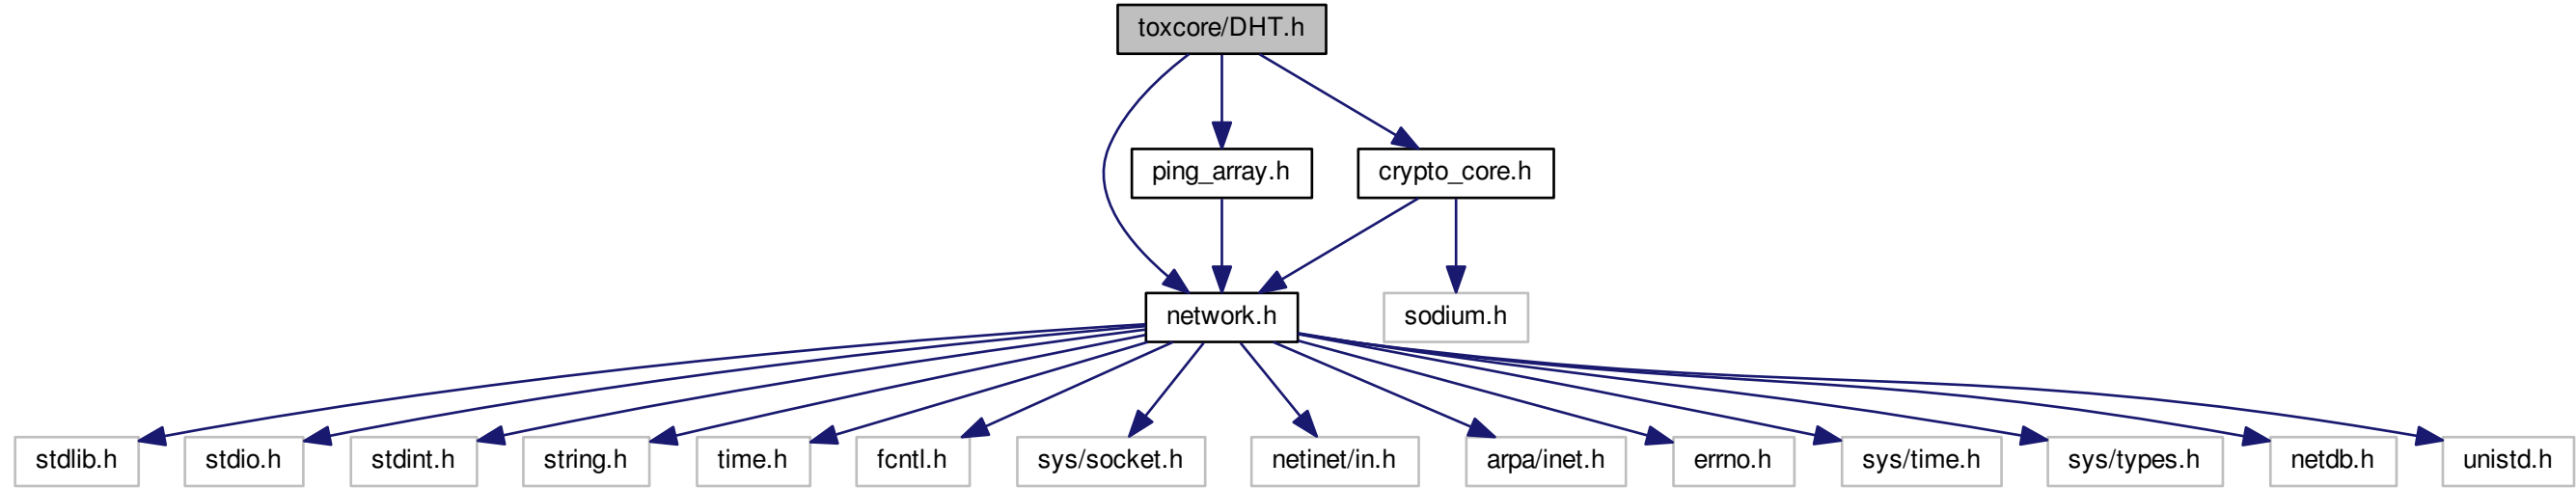 toxcore/DHT.h
ping_array.h
crypto_core.h
network.h
sodium.h
stdlib.h
stdio.h
stdint.h
string.h
time.h
fcntl.h
sys/socket.h
netinet/in.h
arpa/inet.h
errno.h
sys/time.h
sys/types.h
netdb.h
unistd.h